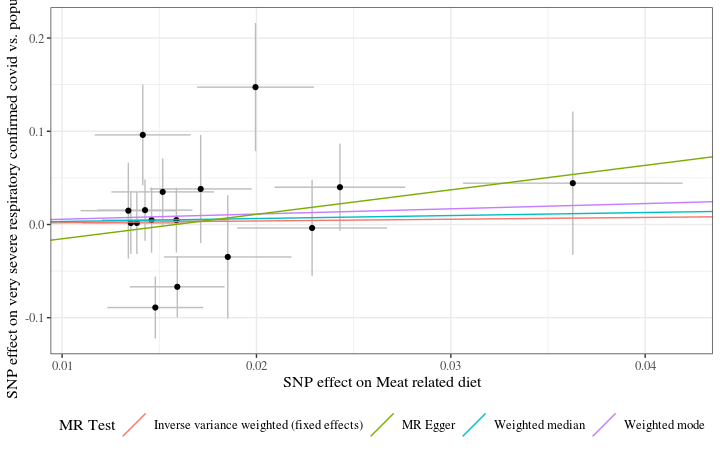 SNP effect on very severe respiratory confirmed covid vs. popu
0.2
0.1
0.0
-0.1
0.01 0.02 0.03 0.04
SNP effect on Meat related diet
MR Test Inverse variance weighted (fixed effects) MR Egger Weighted median Weighted mode